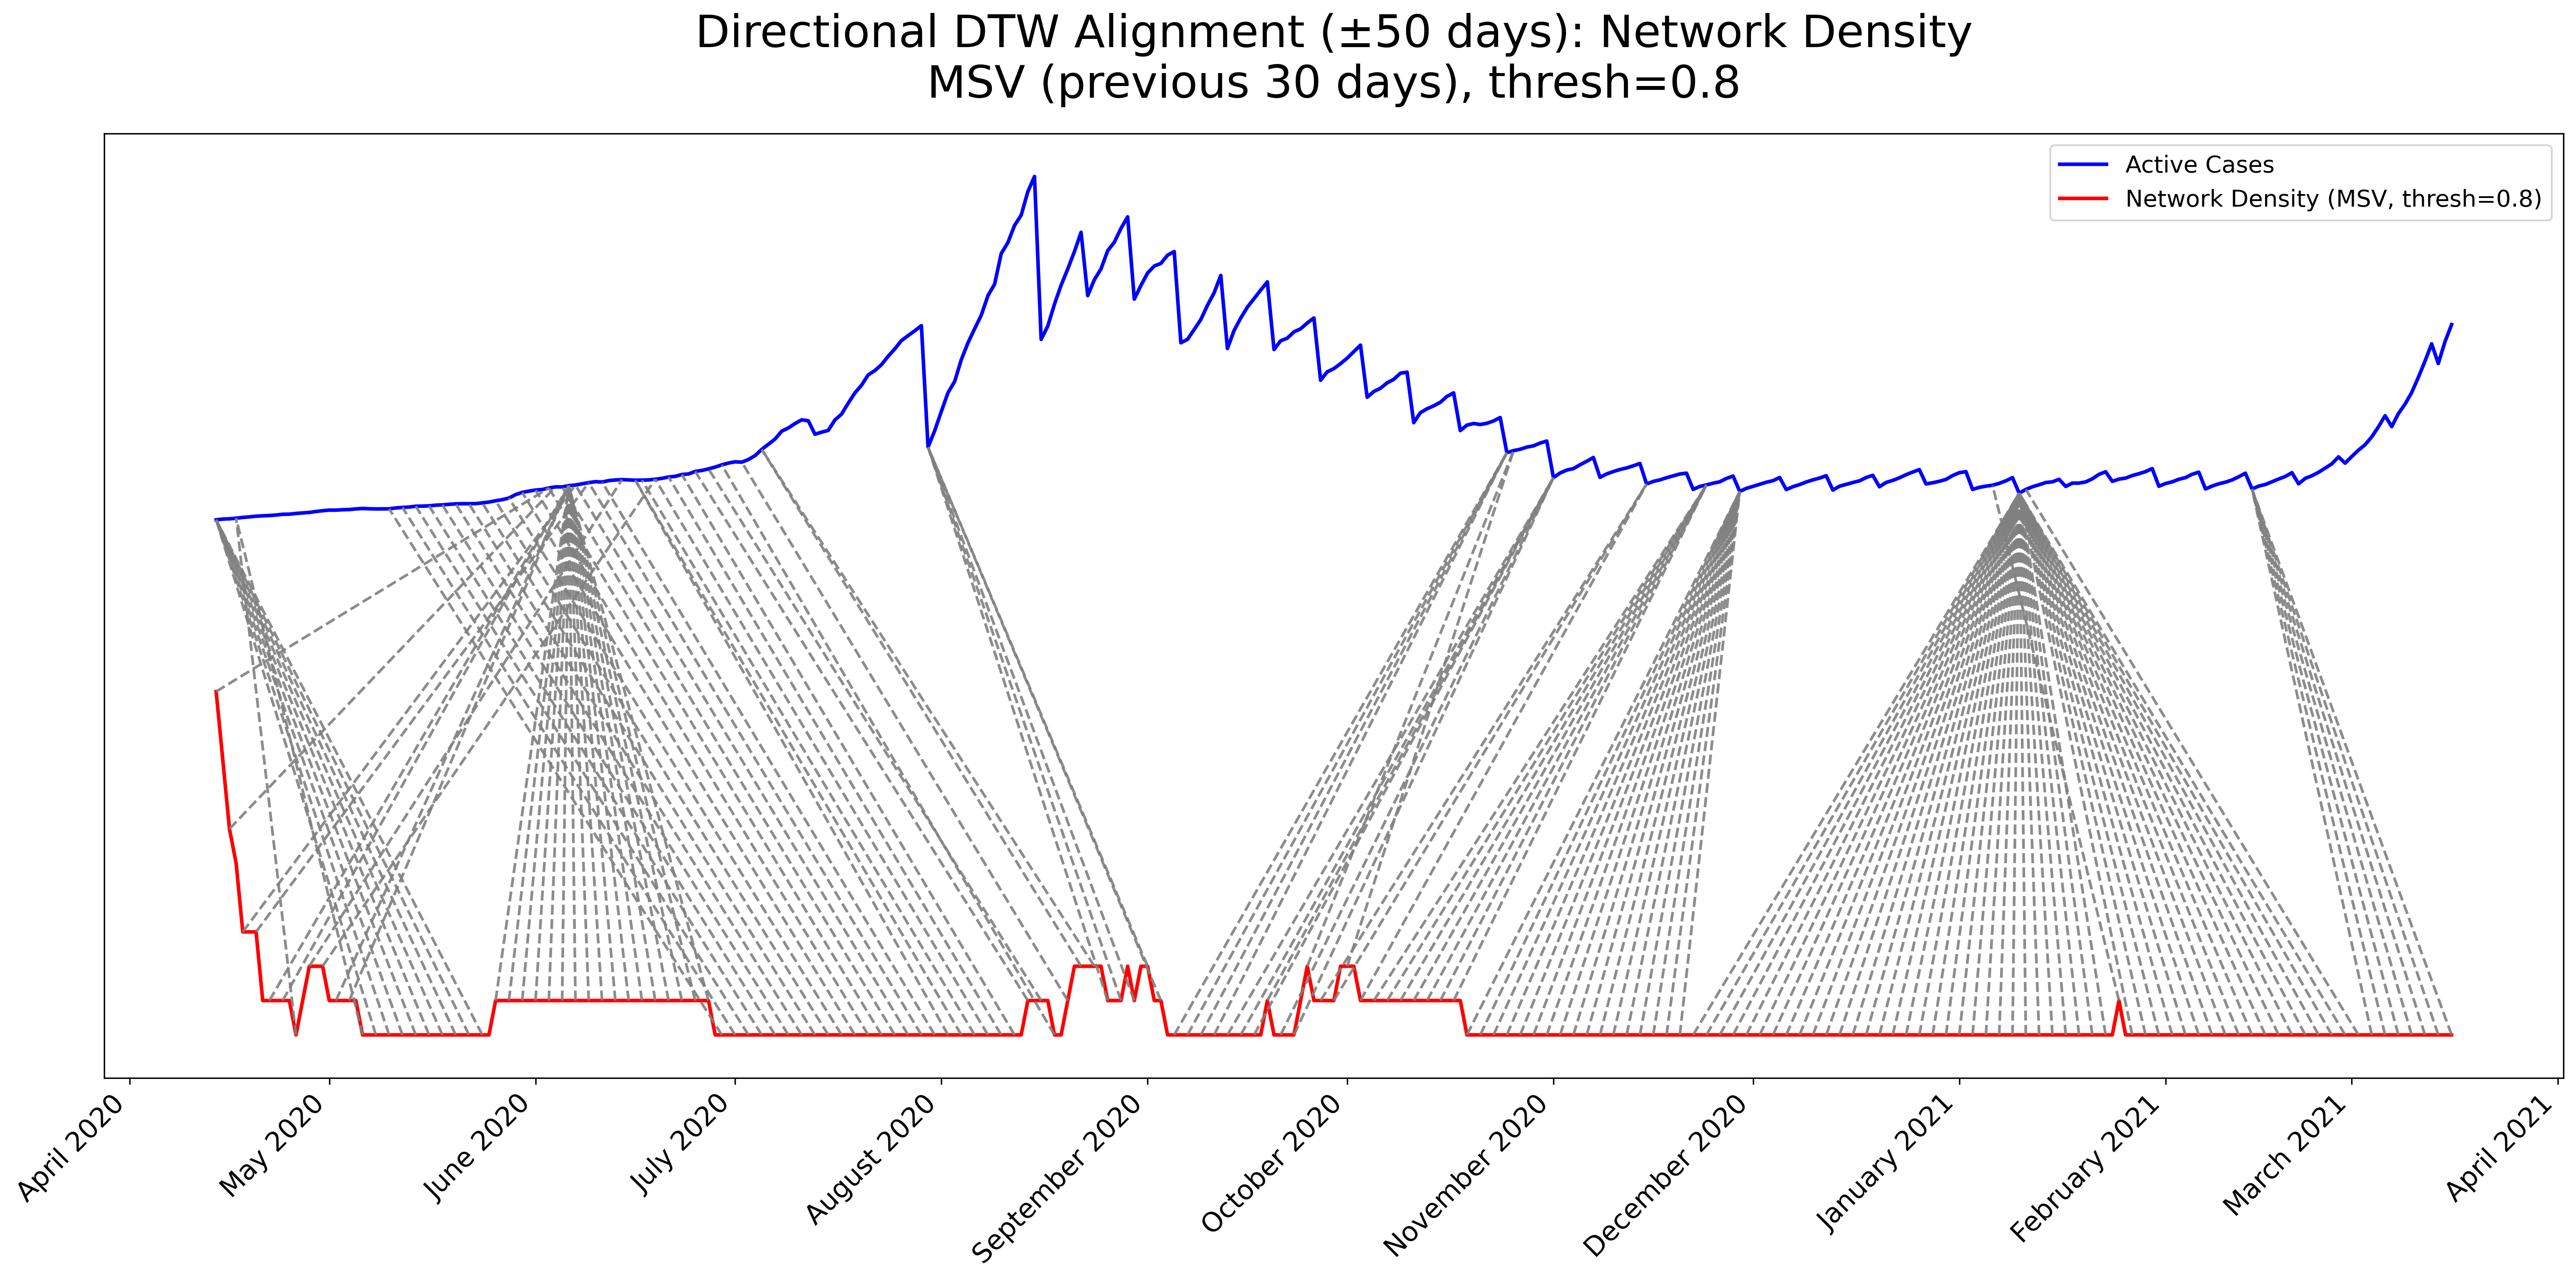 Directional DTW Alignment (±50 days): Network Density
MSV (previous 30 days), thresh=0.8
Active Cases
Network Density (MSV, thresh=0.8)
April 2020
May 2020
June 2020
July 2020
August 2020
September 2020
October 2020
November 2020
December 2020
January 2021
February 2021
March 2021
April 2021